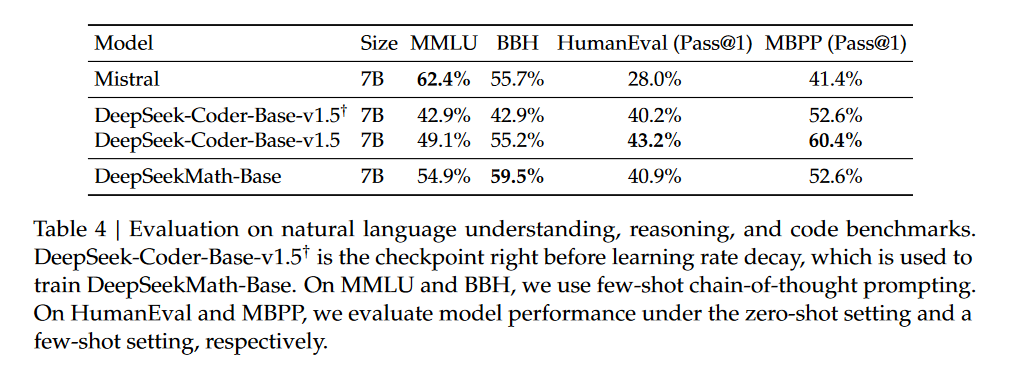 Model Size MMLU BBH HumanEval (Pass@1) MBPP (Pass@1)
Mistral 7B 62.4% 55.7% 28.0% 41.4%
DeepSeek-Coder-Base-v1.5† 7B 42.9% 42.9% 40.2% 52.6%
DeepSeek-Coder-Base-v1.5 7B 49.1% 55.2% 43.2% 60.4%
DeepSeekMath-Base 7B 54.9% 59.5% 40.9% 52.6%
Table 4 | Evaluation on natural language understanding, reasoning, and code benchmarks.
DeepSeek-Coder-Base-v1.5† is the checkpoint right before learning rate decay, which is used to
train DeepSeekMath-Base. On MMLU and BBH, we use few-shot chain-of-thought prompting.
On HumanEval and MBPP, we evaluate model performance under the zero-shot setting and a
few-shot setting, respectively.